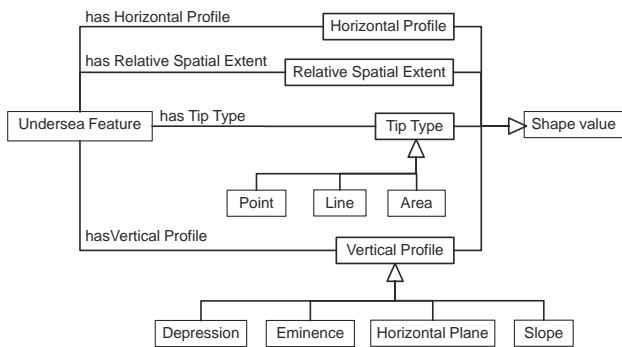 has Horizontal Profile
Horizontal Profile
has Relative Spatial Extent
Relative Spatial Extent
Undersea Feature
has Tip Type
Tip Type
Shape value
Point
Line
Area
hasVertical Profile
Vertical Profile
Depression
Eminence
Horizontal Plane
Slope